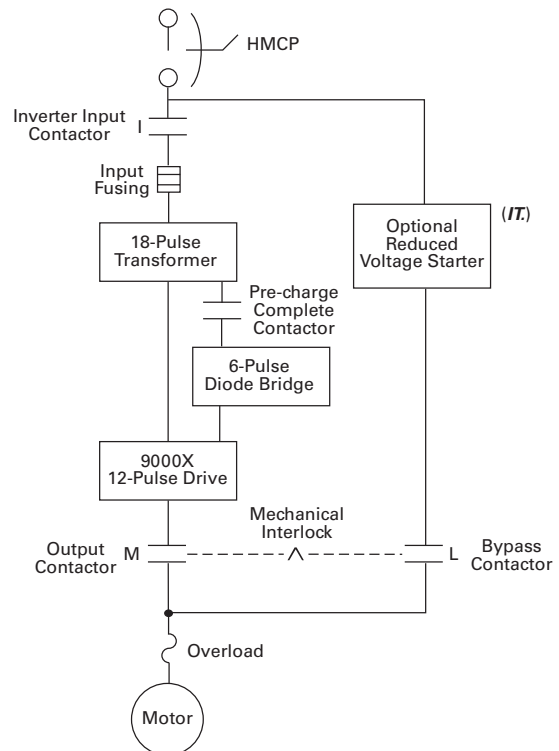 HMCP
Inverter Input
Contactor
I
Input
Fusing
18-Pulse
Transformer
(IT.)
Optional
Reduced
Voltage Starter
Pre-charge
Complete
Contactor
6-Pulse
Diode Bridge
9000X
12-Pulse Drive
Mechanical
Interlock
Output
Contactor
M
L
Bypass
Contactor
Overload
Motor